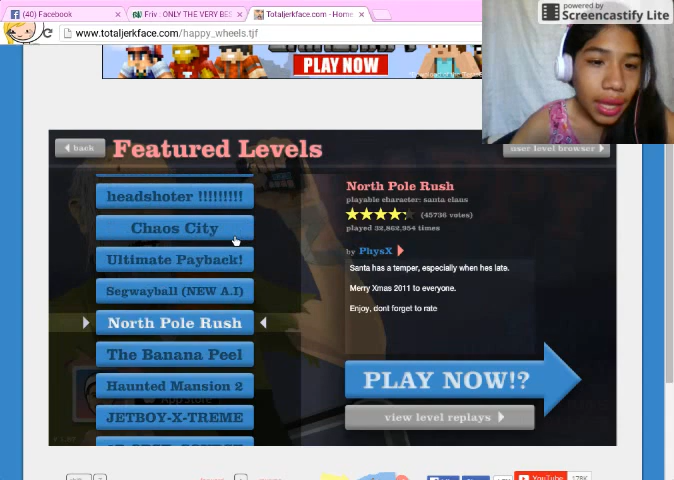 (40) Facebook
Friv : ONLY THE VERY BES
Totaljerkface.com - Home
www.totaljerkface.com/happy_wheels.tjf
powered by
Screencastify Lite
PLAY NOW!
back
Featured Levels
user level browser
headshoter !!!!!!!!!
Chaos City
Ultimate Payback!
Segwayball (NEW A.I)
North Pole Rush
The Banana Peel
Haunted Mansion 2
JETBOY-X-TREME
North Pole Rush
playable character: santa claus
(45736 votes)
played 32,862,954 times
by PhysX
Santa has a temper, especially when hes late.
Merry Xmas 2011 to everyone.
Enjoy, dont forget to rate
PLAY NOW!?
view level replays
YouTube
178K